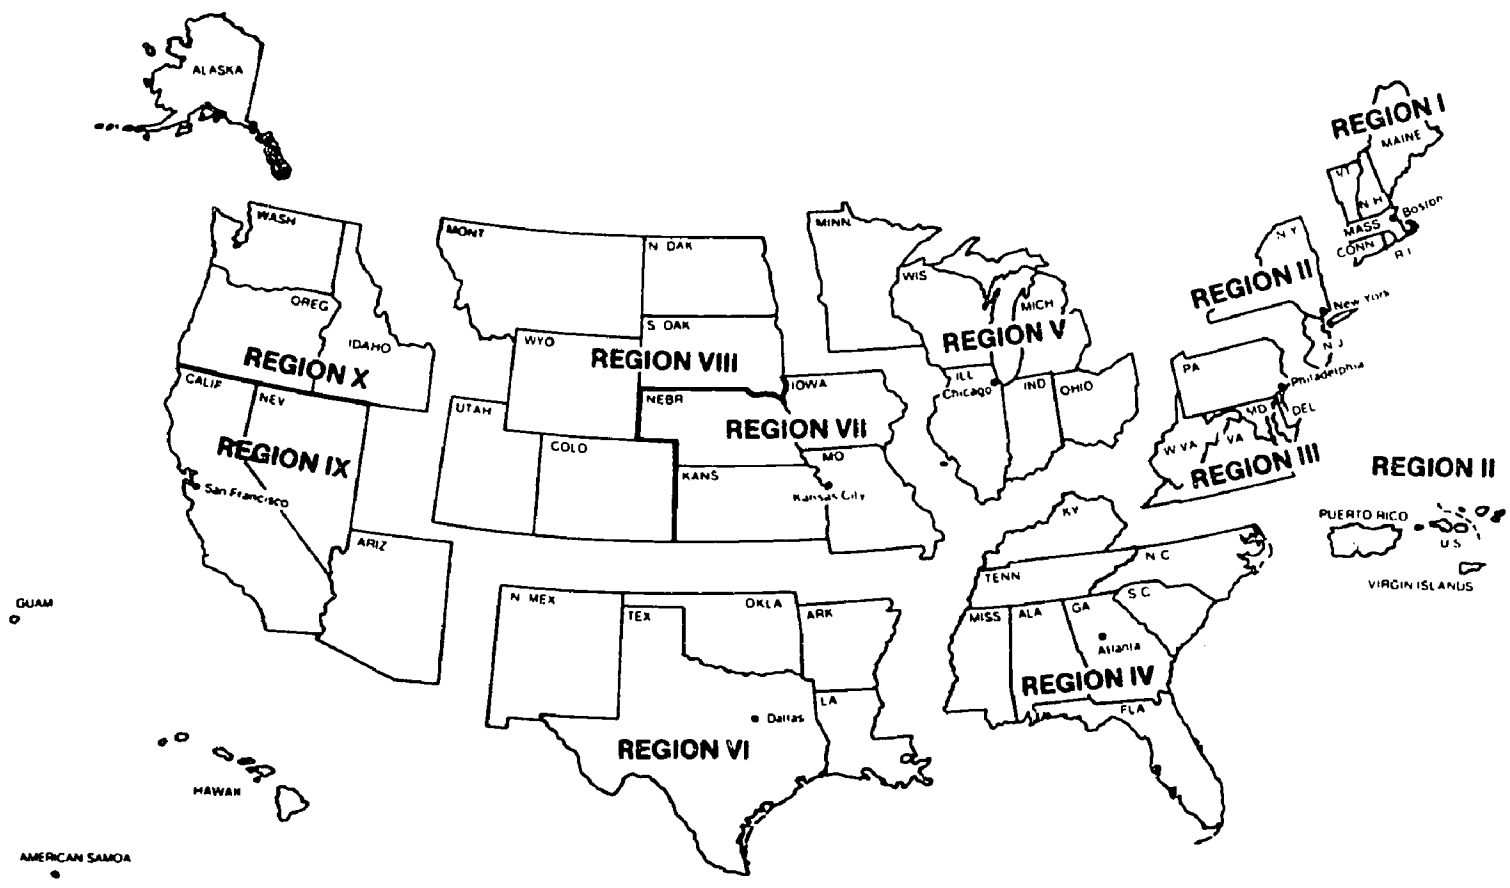 ALASKA
REGION I
MAINE
VT
N H
Boston
MASS
CONN
R I
WASH
MONT
N DAK
MINN
N Y
WIS
REGION II
OREG
MICH
New York
S DAK
REGION V
N J
IDAHO
WYO
REGION VIII
REGION X
PA
Philadelphia
CALIF
ILL
IND
OHIO
IOWA
Chicago
NEV
UTAH
NEBR
MD
DEL
REGION VII
COLO
W VA
VA
REGION IX
MO
REGION III
REGION II
KANS
San Francisco
Kansas City
KY
PUERTO RICO
ARIZ
U S
N C
TENN
VIRGIN ISLANDS
GUAM
N MEX
OKLA
S C
TEX
ARK
MISS
ALA
GA
Atlanta
REGION IV
LA
FLA
Dallas
REGION VI
HAWAII
AMERICAN SAMOA